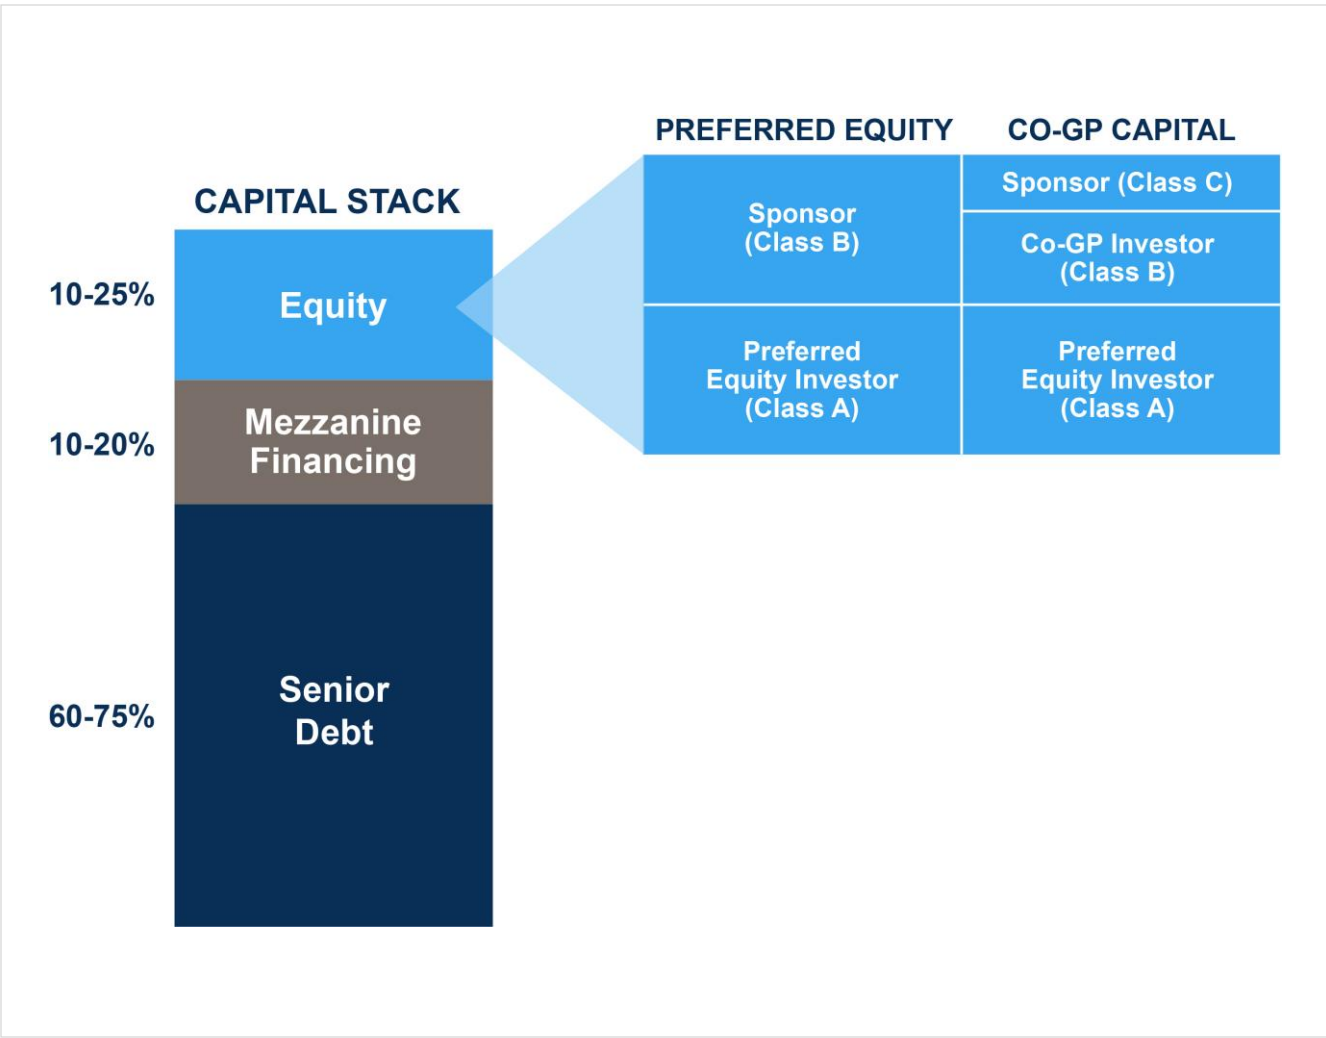 CAPITAL STACK
10-25%
Equity
10-20%
Mezzanine
Financing
60-75%
Senior
Debt
PREFERRED EQUITY
Sponsor
(Class B)
Preferred
Equity Investor
(Class A)
CO-GP CAPITAL
Sponsor (Class C)
Co-GP Investor
(Class B)
Preferred
Equity Investor
(Class A)